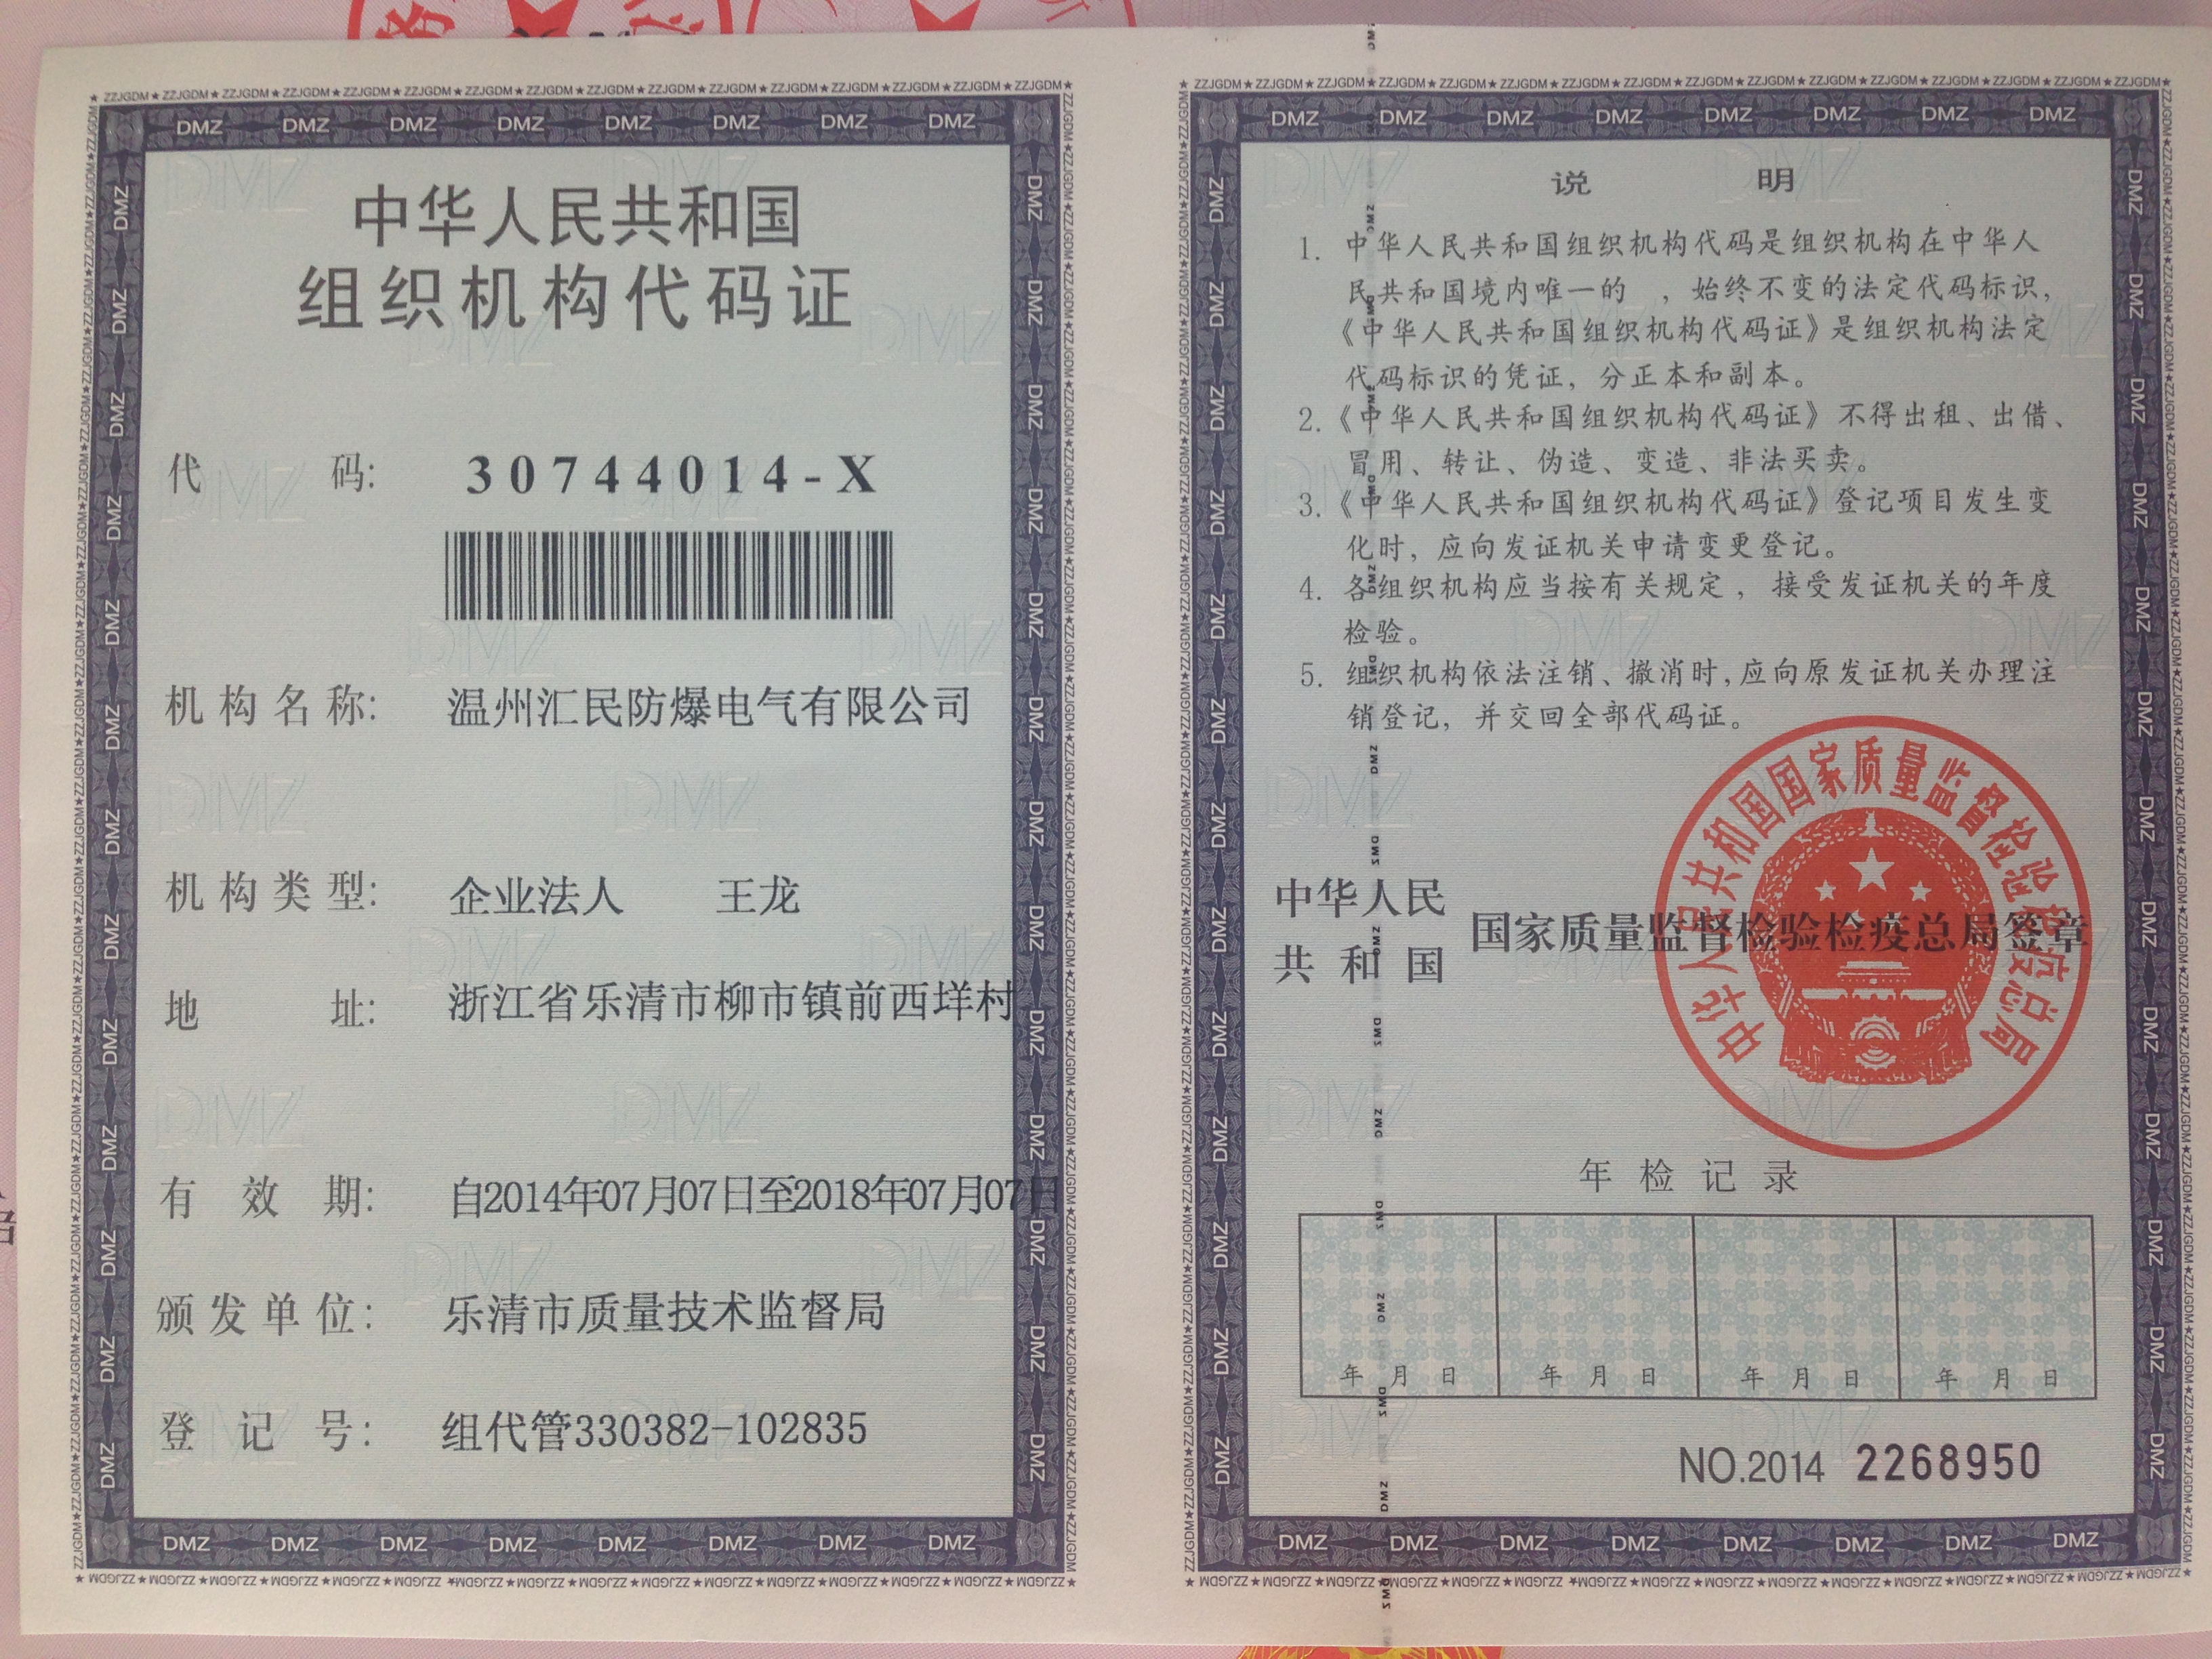 中华人民共和国
组织机构代码证
代码: 30744014-X
机构名称: 温州汇民防爆电气有限公司
机构类型: 企业法人 王龙
地址: 浙江省乐清市柳市镇前西垟村
有效期: 自2014年07月07日至2018年07月07日
颁发单位: 乐清市质量技术监督局
登记号: 组代管330382-102835
说明
1. 中华人民共和国组织机构代码是组织机构在中华人
民共和国境内唯一的 ，始终不变的法定代码标识，
《中华人民共和国组织机构代码证》是组织机构法定
代码标识的凭证，分正本和副本。
2.《中华人民共和国组织机构代码证》不得出租、出借、
冒用、转让、伪造、变造、非法买卖。
3.《中华人民共和国组织机构代码证》登记项目发生变
化时，应向发证机关申请变更登记。
4. 各组织机构应当按有关规定，接受发证机关的年度
检验。
5. 组织机构依法注销、撤消时，应向原发证机关办理注
销登记，并交回全部代码证。
中华人民共和国国家质量监督检验检疫总局
中华人民
共和国
国家质量监督检验检疫总局签章
年检记录
年 月 日 年 月 日 年 月 日 年 月 日
NO.2014 2268950